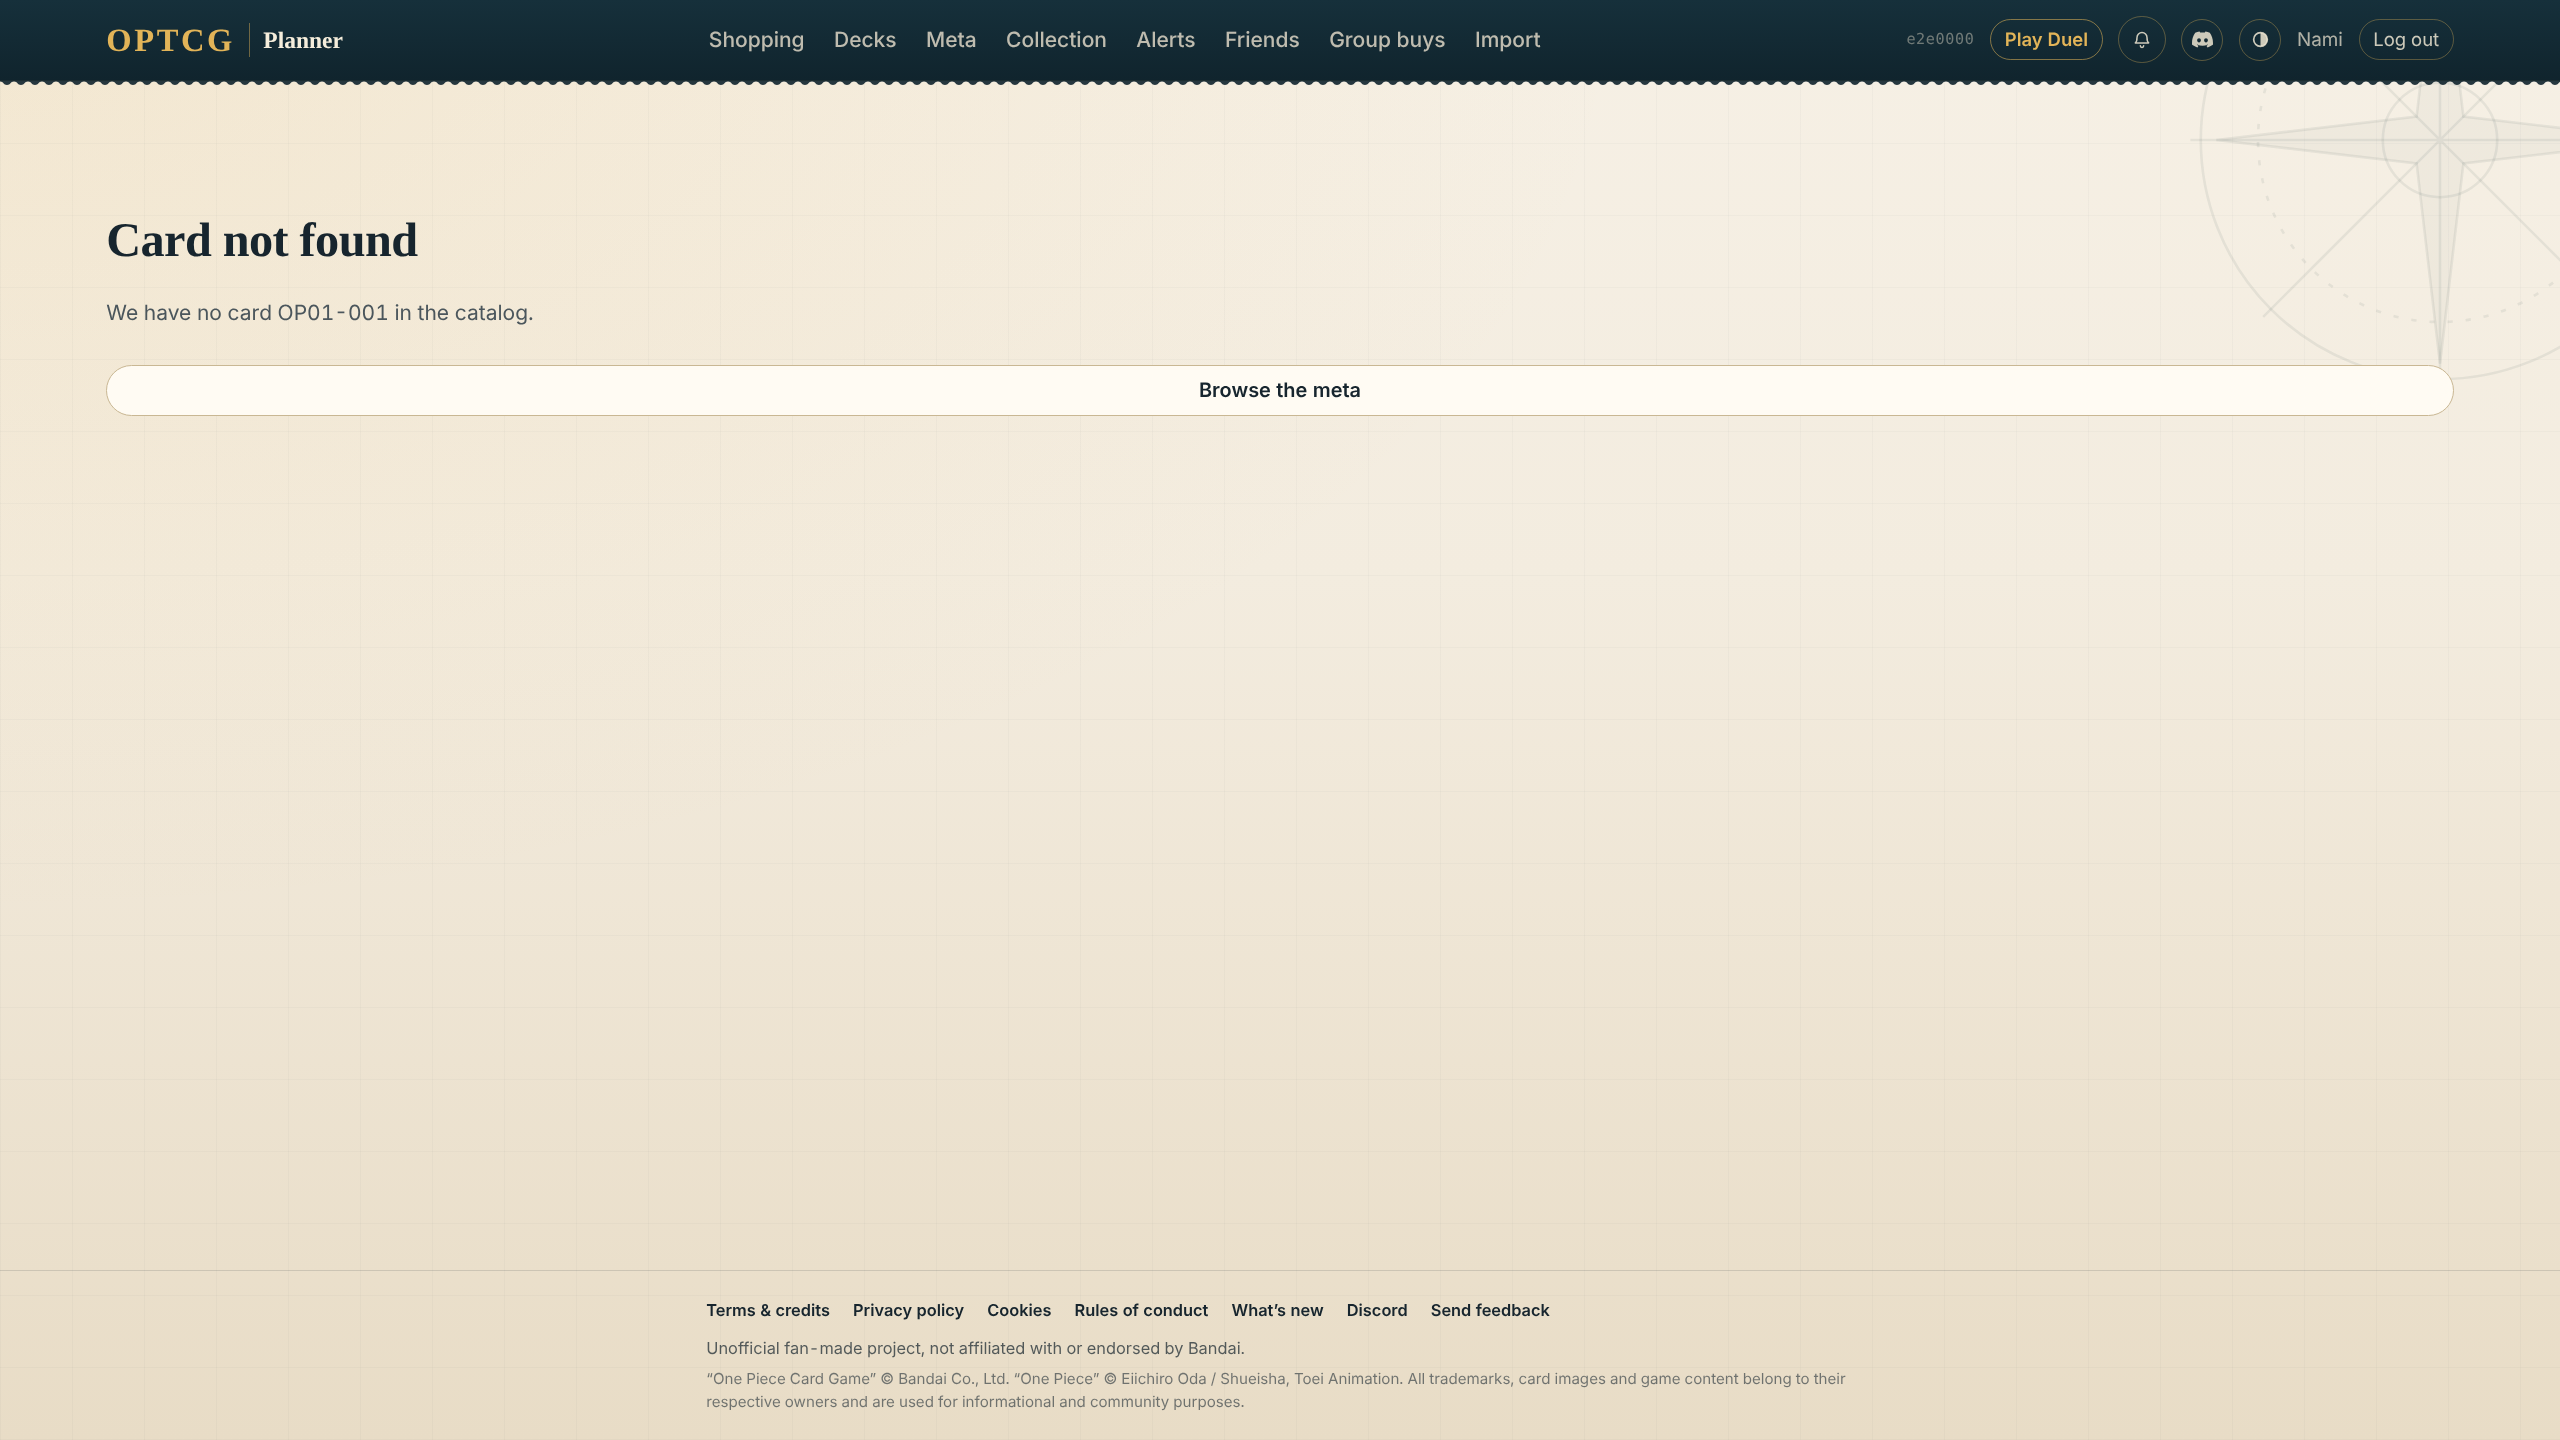 OPTCG Planner Shopping Decks Meta Collection Alerts Friends Group buys Import e2e0000 Play Duel Nami Log out
Card not found
We have no card OP01-001 in the catalog.
Browse the meta
Terms & credits Privacy policy Cookies Rules of conduct What’s new Discord Send feedback
Unofficial fan-made project, not affiliated with or endorsed by Bandai.
“One Piece Card Game” © Bandai Co., Ltd. “One Piece” © Eiichiro Oda / Shueisha, Toei Animation. All trademarks, card images and game content belong to their
respective owners and are used for informational and community purposes.